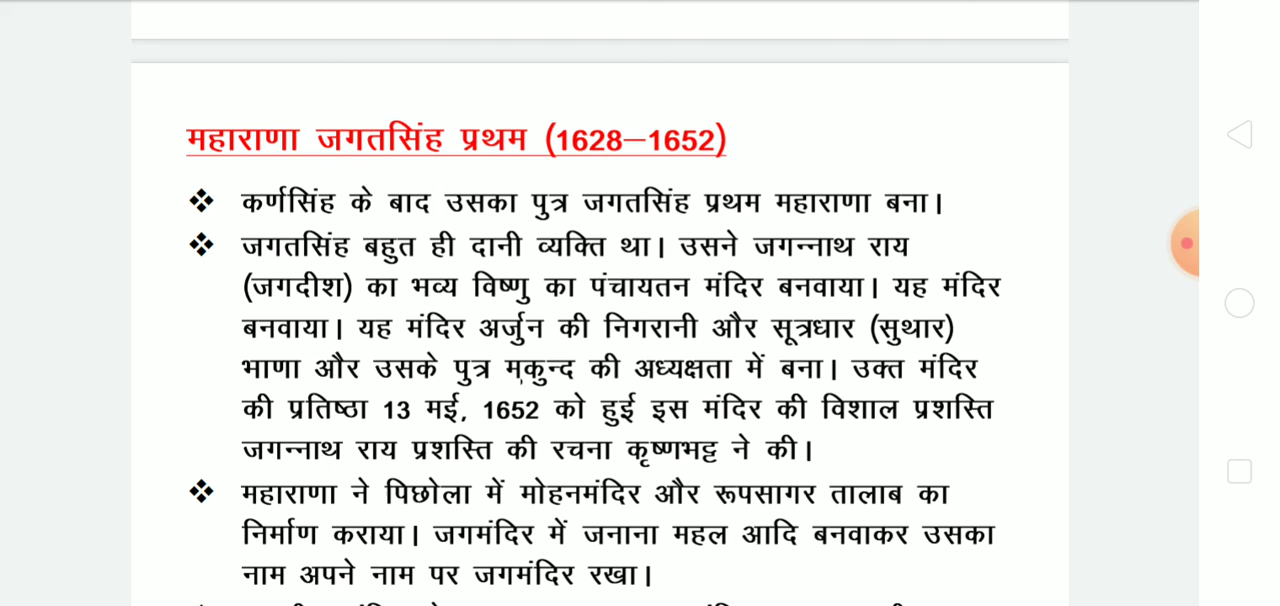 महाराणा जगतसिंह प्रथम (1628–1652)
❖ कर्णसिंह के बाद उसका पुत्र जगतसिंह प्रथम महाराणा बना।
❖ जगतसिंह बहुत ही दानी व्यक्ति था। उसने जगन्नाथ राय
(जगदीश) का भव्य विष्णु का पंचायतन मंदिर बनवाया। यह मंदिर
बनवाया। यह मंदिर अर्जुन की निगरानी और सूत्रधार (सुथार)
भाणा और उसके पुत्र मुकुन्द की अध्यक्षता में बना। उक्त मंदिर
की प्रतिष्ठा 13 मई, 1652 को हुई इस मंदिर की विशाल प्रशस्ति
जगन्नाथ राय प्रशस्ति की रचना कृष्णभट्ट ने की।
❖ महाराणा ने पिछोला में मोहनमंदिर और रूपसागर तालाब का
निर्माण कराया। जगमंदिर में जनाना महल आदि बनवाकर उसका
नाम अपने नाम पर जगमंदिर रखा।